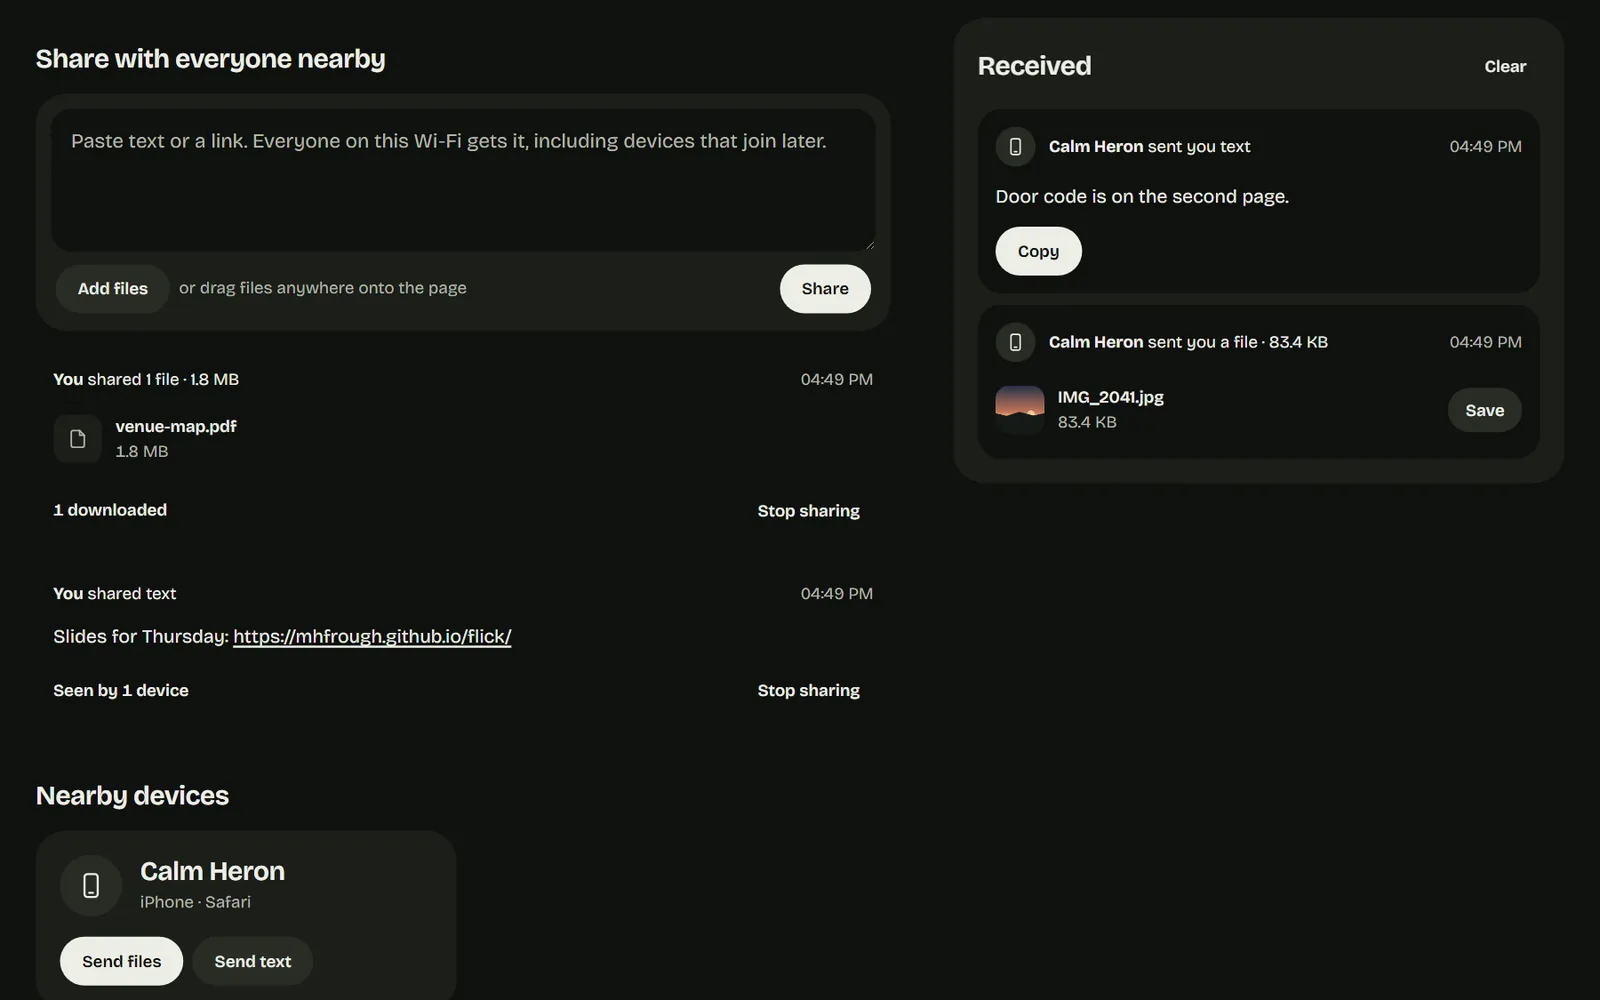 Share with everyone nearby
Paste text or a link. Everyone on this Wi-Fi gets it, including devices that join later.
Add files
or drag files anywhere onto the page
Share
You shared 1 file · 1.8 MB
04:49 PM
venue-map.pdf
1.8 MB
1 downloaded
Stop sharing
You shared text
04:49 PM
Slides for Thursday: https://mhfrough.github.io/flick/
Seen by 1 device
Stop sharing
Nearby devices
Calm Heron
iPhone · Safari
Send files
Send text
Received
Clear
Calm Heron sent you text
04:49 PM
Door code is on the second page.
Copy
Calm Heron sent you a file · 83.4 KB
04:49 PM
IMG_2041.jpg
83.4 KB
Save